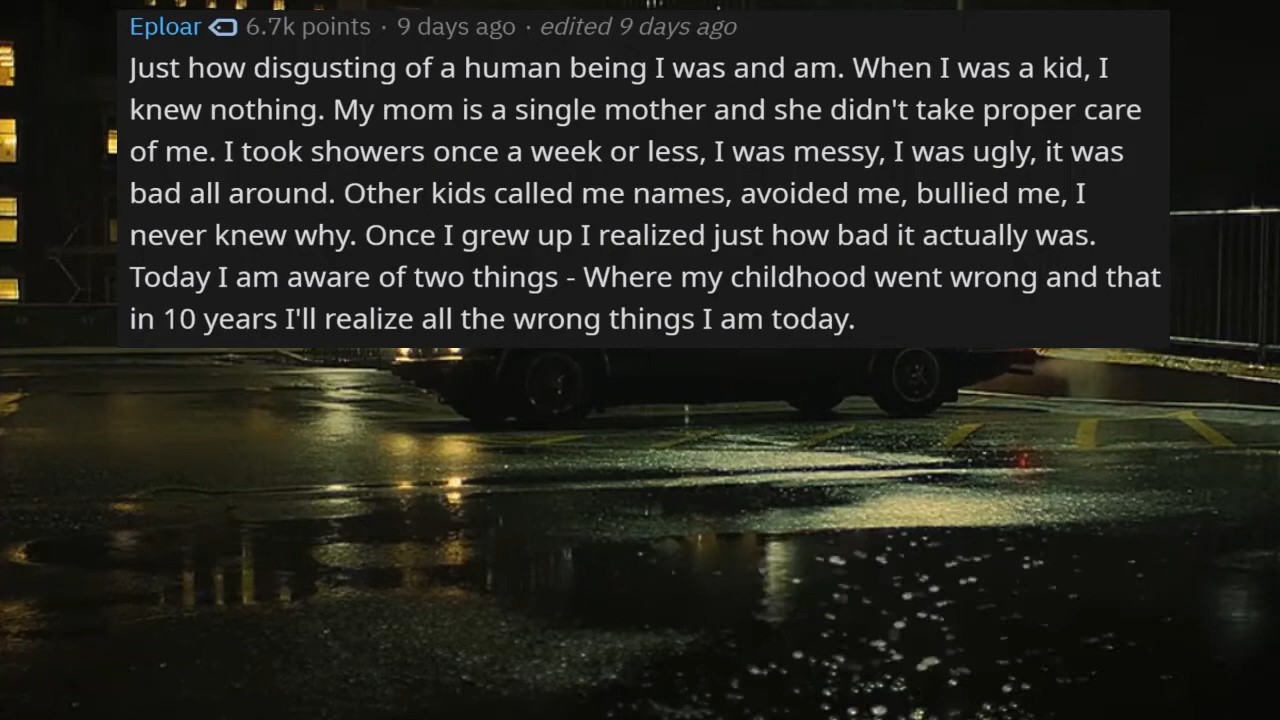 Eploar 6.7k points · 9 days ago · edited 9 days ago
Just how disgusting of a human being I was and am. When I was a kid, I
knew nothing. My mom is a single mother and she didn't take proper care
of me. I took showers once a week or less, I was messy, I was ugly, it was
bad all around. Other kids called me names, avoided me, bullied me, I
never knew why. Once I grew up I realized just how bad it actually was.
Today I am aware of two things - Where my childhood went wrong and that
in 10 years I'll realize all the wrong things I am today.